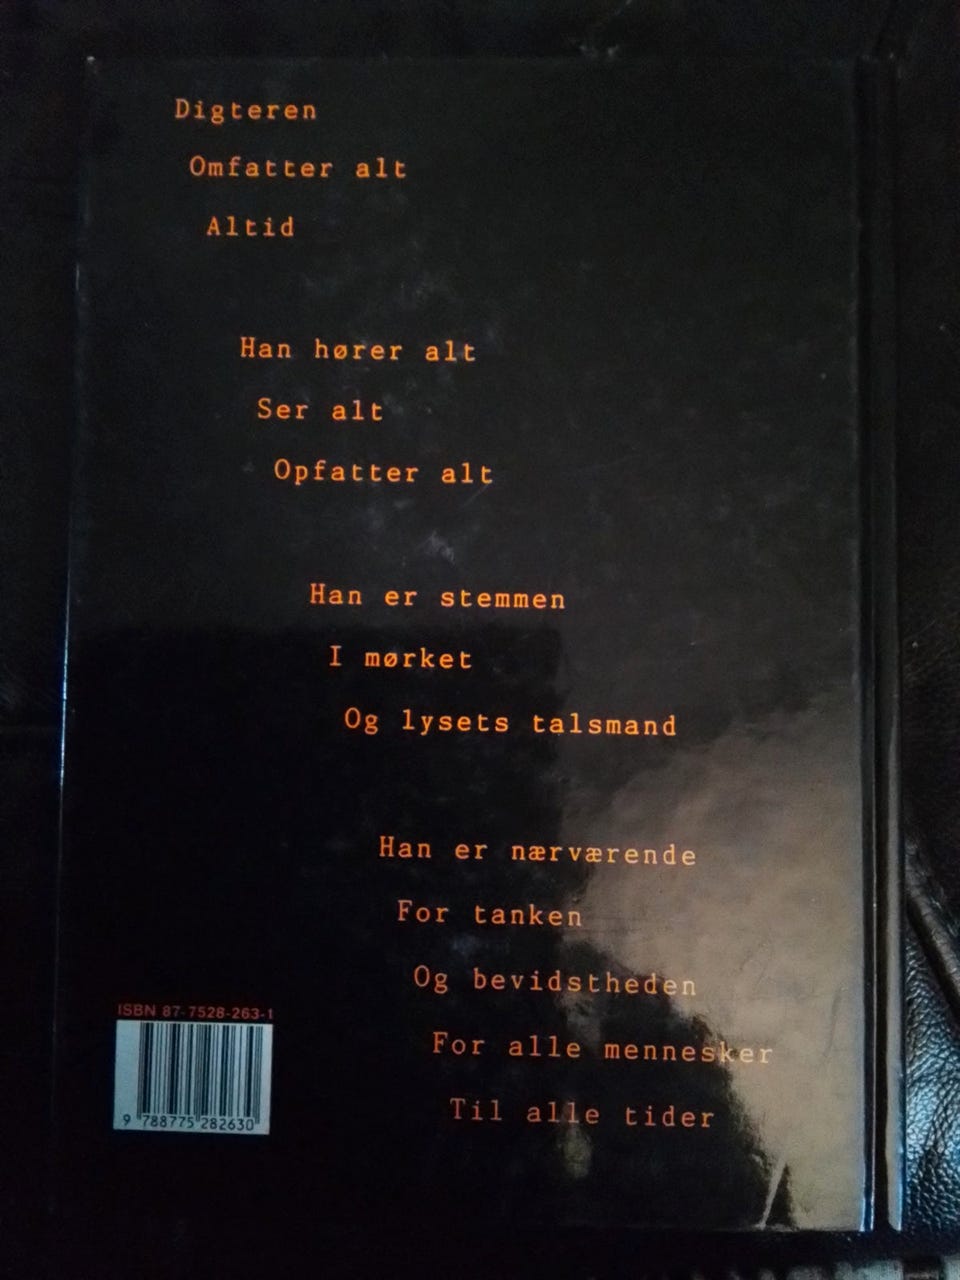 Digteren
Omfatter alt
Altid
Han hører alt
Ser alt
Opfatter alt
Han er stemmen
I mørket
Og lysets talsmand
Han er nærværende
For tanken
Og bevidstheden
For alle mennesker
Til alle tider
ISBN 87-7528-263-1
9 788775 282630